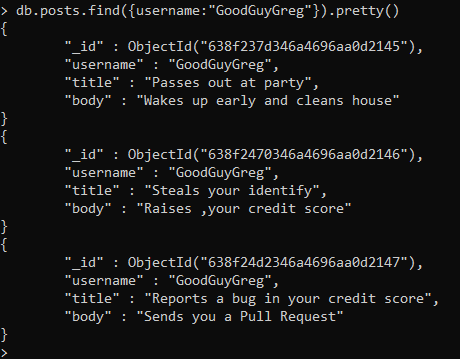 > db.posts.find({username:"GoodGuyGreg"}).pretty()
{
        "_id" : ObjectId("638f237d346a4696aa0d2145"),
        "username" : "GoodGuyGreg",
        "title" : "Passes out at party",
        "body" : "Wakes up early and cleans house"
}
{
        "_id" : ObjectId("638f2470346a4696aa0d2146"),
        "username" : "GoodGuyGreg",
        "title" : "Steals your identify",
        "body" : "Raises ,your credit score"
}
{
        "_id" : ObjectId("638f24d2346a4696aa0d2147"),
        "username" : "GoodGuyGreg",
        "title" : "Reports a bug in your credit score",
        "body" : "Sends you a Pull Request"
}
>